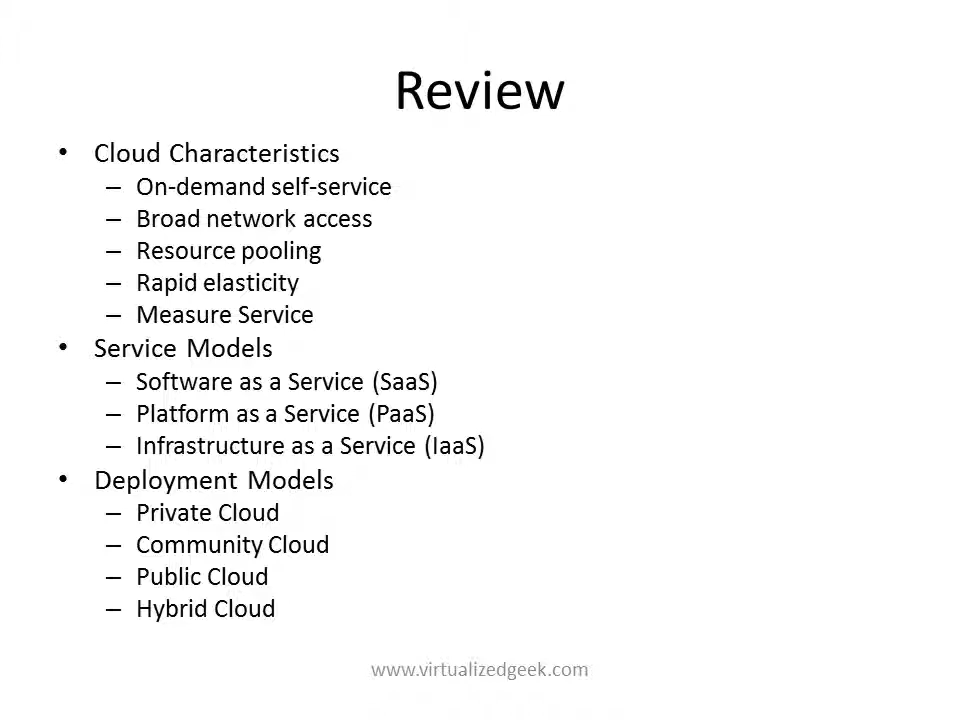 Review
• Cloud Characteristics
– On-demand self-service
– Broad network access
– Resource pooling
– Rapid elasticity
– Measure Service
• Service Models
– Software as a Service (SaaS)
– Platform as a Service (PaaS)
– Infrastructure as a Service (IaaS)
• Deployment Models
– Private Cloud
– Community Cloud
– Public Cloud
– Hybrid Cloud
www.virtualizedgeek.com